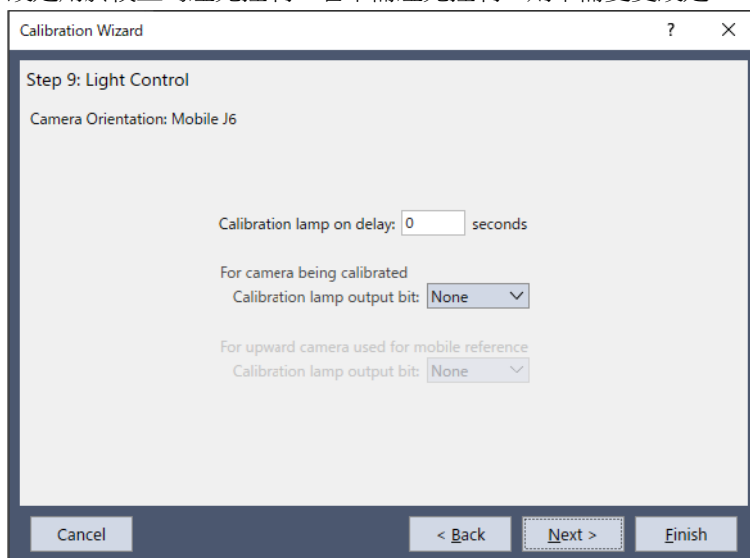 Calibration Wizard ? ×
Step 9: Light Control
Camera Orientation: Mobile J6
Calibration lamp on delay: 0 seconds
For camera being calibrated
Calibration lamp output bit: None
For upward camera used for mobile reference
Calibration lamp output bit: None
Cancel < Back Next > Finish